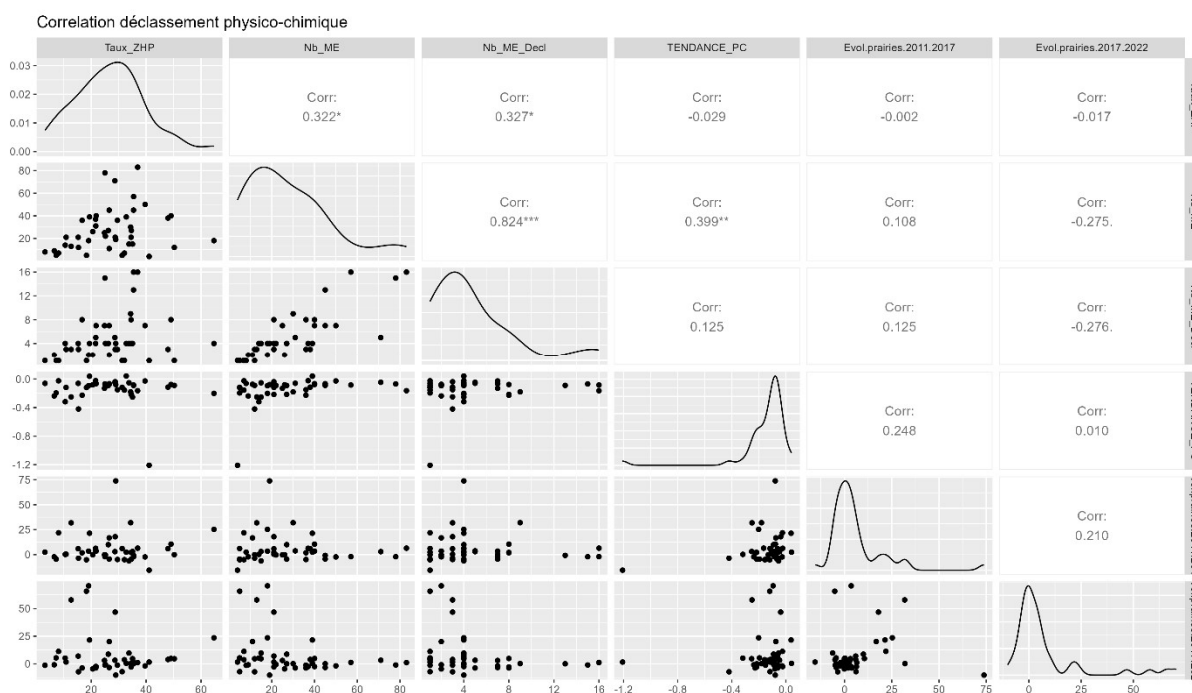 Correlation déclassement physico-chimique
Taux_ZHP Nb_ME Nb_ME_Decl TENDANCE_PC Evol.prairies.2011.2017 Evol.prairies.2017.2022
0.03
0.02
0.01
0.00
Corr: Corr: Corr: Corr: Corr:
0.322* 0.327* -0.029 -0.002 -0.017
80
60
40
20
Corr: Corr: Corr: Corr:
0.824*** 0.399** 0.108 -0.275.
16
12
8
4
Corr: Corr: Corr:
0.125 0.125 -0.276.
0.0
-0.4
-0.8
-1.2
Corr: Corr:
0.248 0.010
75
50
25
0
Corr:
0.210
50
25
0
20 40 60 20 40 60 80 4 8 12 16 -1.2 -0.8 -0.4 0.0 0 25 50 75 0 25 50